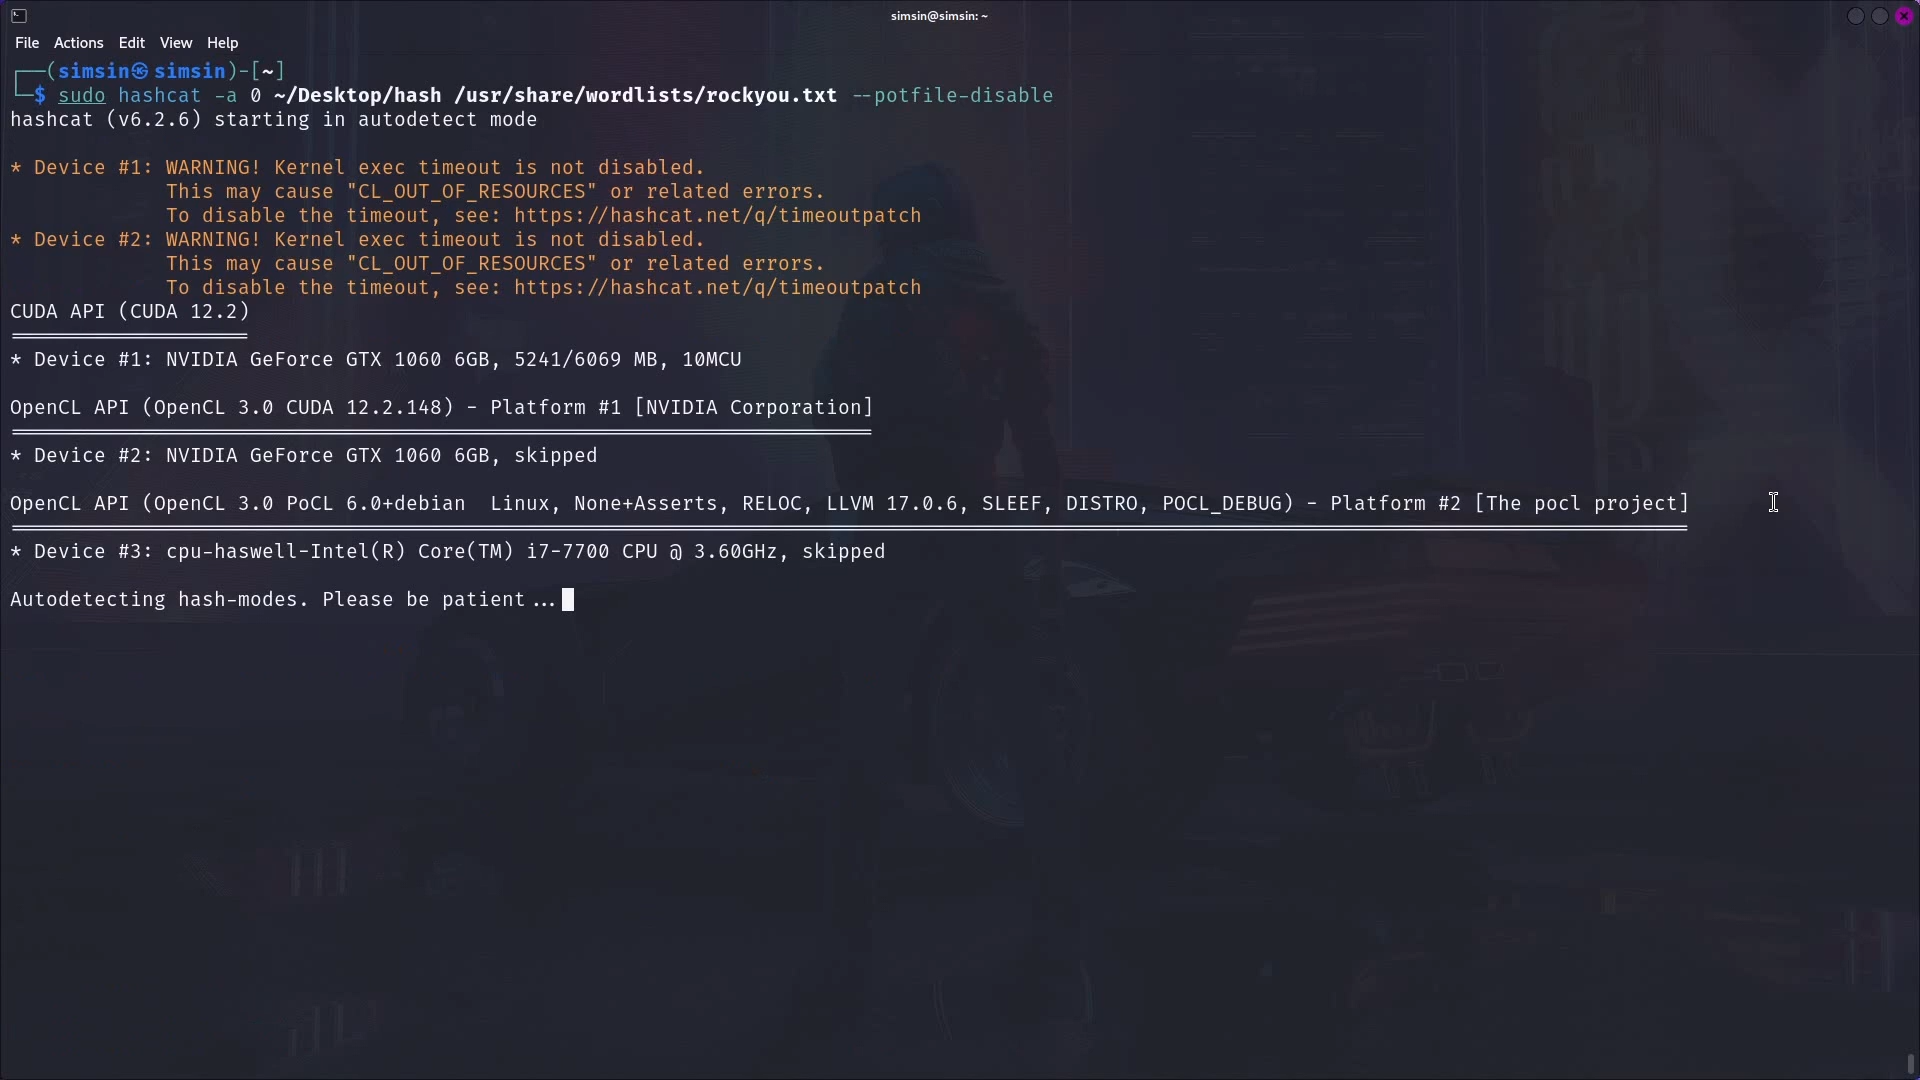 simsin@simsin: ~
File Actions Edit View Help
┌──(simsin㉿simsin)-[~]
└─$ sudo hashcat -a 0 ~/Desktop/hash /usr/share/wordlists/rockyou.txt --potfile-disable
hashcat (v6.2.6) starting in autodetect mode
* Device #1: WARNING! Kernel exec timeout is not disabled.
This may cause "CL_OUT_OF_RESOURCES" or related errors.
To disable the timeout, see: https://hashcat.net/q/timeoutpatch
* Device #2: WARNING! Kernel exec timeout is not disabled.
This may cause "CL_OUT_OF_RESOURCES" or related errors.
To disable the timeout, see: https://hashcat.net/q/timeoutpatch
CUDA API (CUDA 12.2)
====================
* Device #1: NVIDIA GeForce GTX 1060 6GB, 5241/6069 MB, 10MCU
OpenCL API (OpenCL 3.0 CUDA 12.2.148) - Platform #1 [NVIDIA Corporation]
========================================================================
* Device #2: NVIDIA GeForce GTX 1060 6GB, skipped
OpenCL API (OpenCL 3.0 PoCL 6.0+debian  Linux, None+Asserts, RELOC, LLVM 17.0.6, SLEEF, DISTRO, POCL_DEBUG) - Platform #2 [The pocl project]
============================================================================================================================================
* Device #3: cpu-haswell-Intel(R) Core(TM) i7-7700 CPU @ 3.60GHz, skipped
Autodetecting hash-modes. Please be patient...